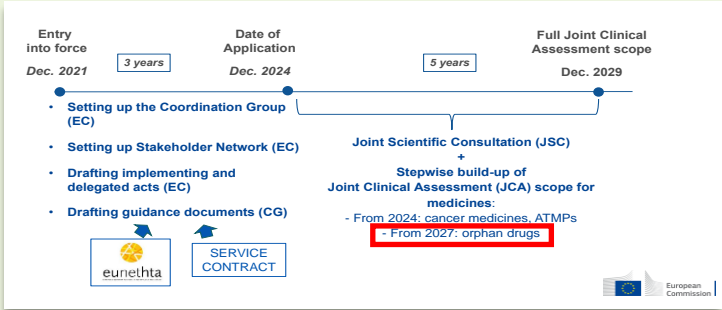 Entry
into force
Dec. 2021
3 years
Date of
Application
Dec. 2024
5 years
Full Joint Clinical
Assessment scope
Dec. 2029
• Setting up the Coordination Group
(EC)
• Setting up Stakeholder Network (EC)
• Drafting implementing and
delegated acts (EC)
• Drafting guidance documents (CG)
eunethta
SERVICE
CONTRACT
Joint Scientific Consultation (JSC)
+
Stepwise build-up of
Joint Clinical Assessment (JCA) scope for
medicines:
- From 2024: cancer medicines, ATMPs
- From 2027: orphan drugs
European
Commission